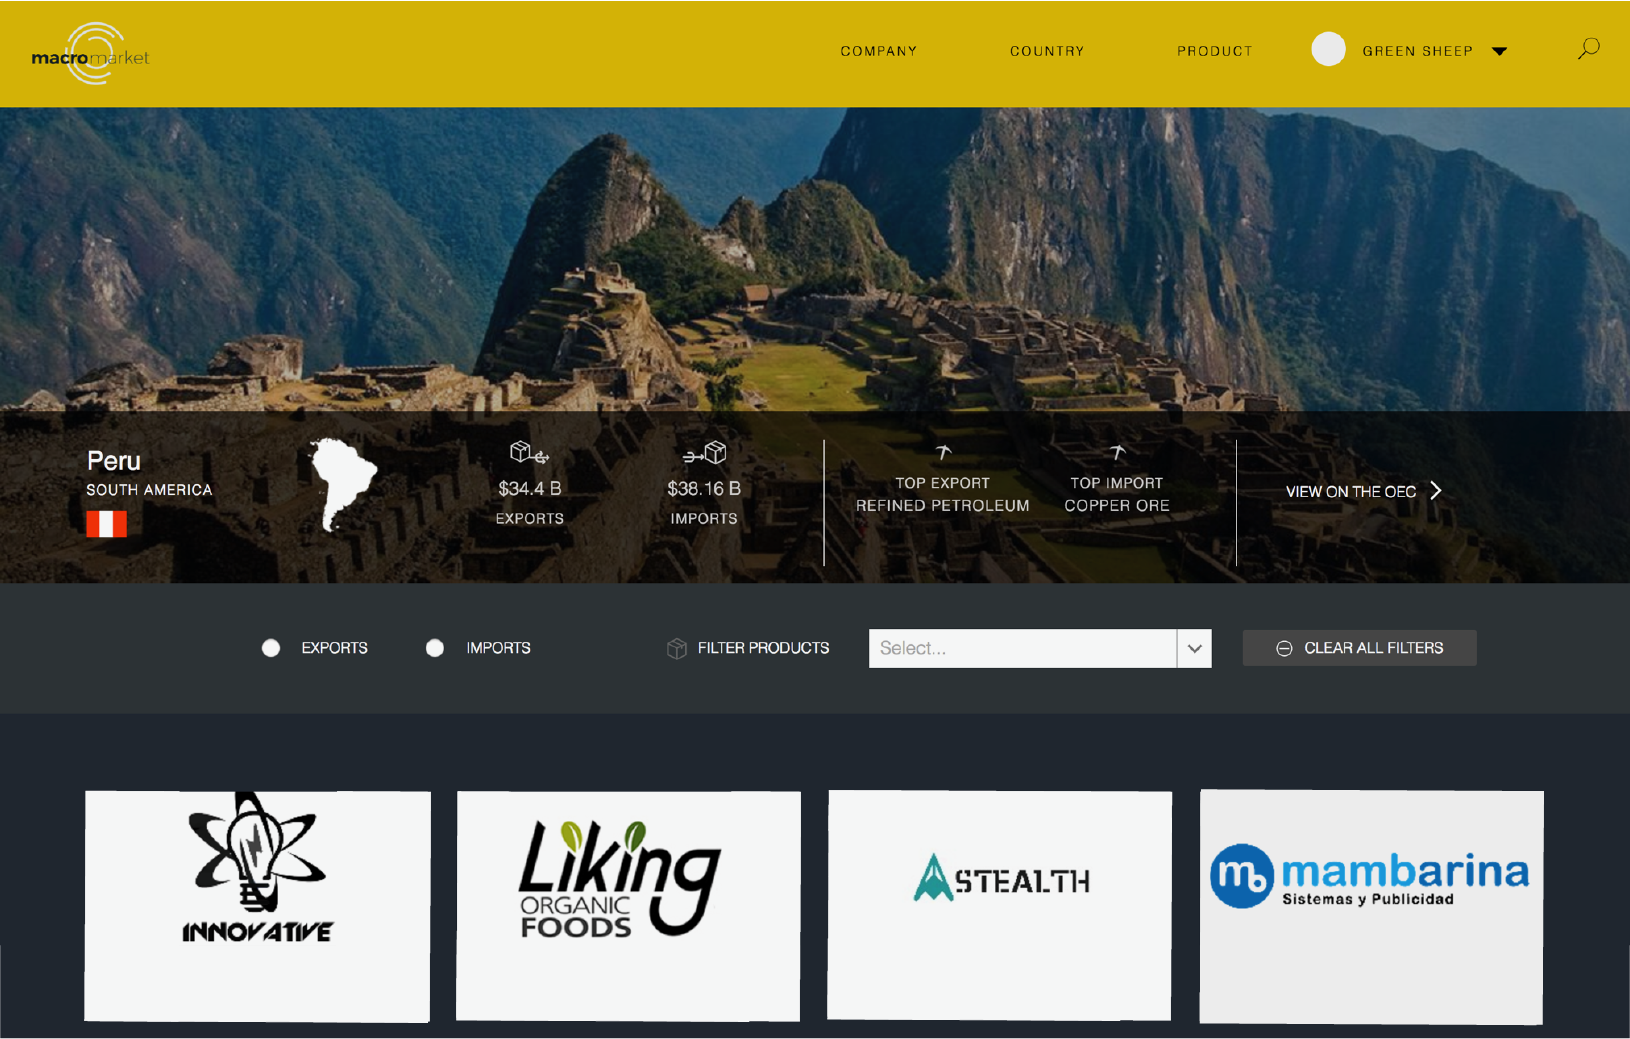 macromarket
COMPANY
COUNTRY
PRODUCT
GREEN SHEEP
Peru
SOUTH AMERICA
$34.4 B
EXPORTS
$38.16 B
IMPORTS
TOP EXPORT
REFINED PETROLEUM
TOP IMPORT
COPPER ORE
VIEW ON THE OEC
EXPORTS
IMPORTS
FILTER PRODUCTS
Select...
CLEAR ALL FILTERS
INNOVATIVE
Liking
ORGANIC
FOODS
STEALTH
mb mambarina
Sistemas y Publicidad